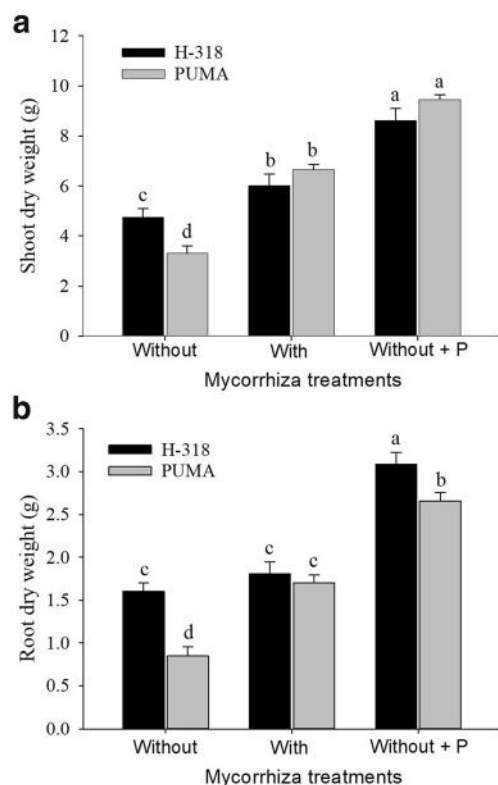 a
H-318
PUMA
Shoot dry weight (g)
12
10
8
6
4
2
0
c
d
b
b
a
a
Without
With
Without + P
Mycorrhiza treatments
b
H-318
PUMA
Root dry weight (g)
3.5
3.0
2.5
2.0
1.5
1.0
0.5
0.0
c
d
c
c
a
b
Without
With
Without + P
Mycorrhiza treatments